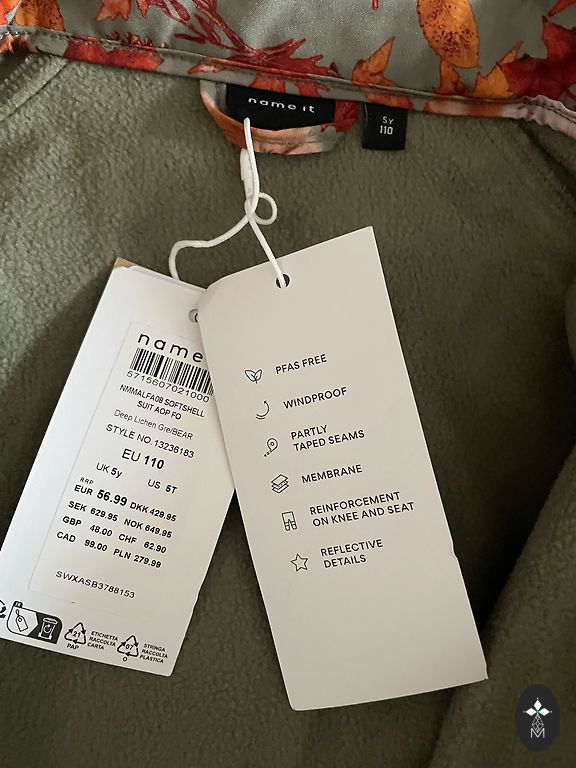 name it
5Y
110
name
5715607021000
NMMALFA08 SOFTSHELL
SUIT AOP FO
Deep Lichen Gre/BEAR
STYLE NO. 13236183
EU 110
UK 5y US 5T
RRP
EUR 56.99 DKK 429.95
SEK 629.95 NOK 649.95
GBP 48.00 CHF 62.90
CAD 99.00 PLN 279.99
SWXASB3788153
FR
21
PAP
ETICHETTA
RACCOLTA
CARTA
07
O
STRINGA
RACCOLTA
PLASTICA
PFAS FREE
WINDPROOF
PARTLY
TAPED SEAMS
MEMBRANE
REINFORCEMENT
ON KNEE AND SEAT
REFLECTIVE
DETAILS
M